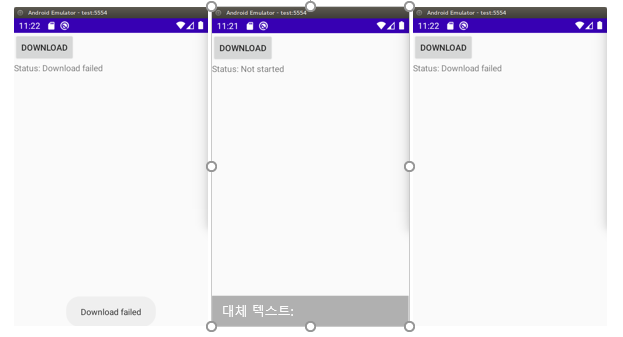 Android Emulator - test:5554
11:22
DOWNLOAD
Status: Download failed
Download failed
Android Emulator - test:5554
11:21
DOWNLOAD
Status: Not started
대체 텍스트:
Android Emulator - test:5554
11:22
DOWNLOAD
Status: Download failed